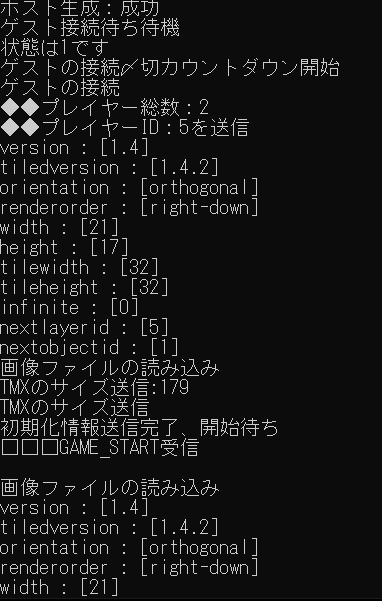 ホスト生成：成功
ゲスト接続待ち待機
状態は1です
ゲストの接続〆切カウントダウン開始
ゲストの接続
◆◆プレイヤー総数：2
◆◆プレイヤーID：5を送信
version : [1.4]
tiledversion : [1.4.2]
orientation : [orthogonal]
renderorder : [right-down]
width : [21]
height : [17]
tilewidth : [32]
tileheight : [32]
infinite : [0]
nextlayerid : [5]
nextobjectid : [1]
画像ファイルの読み込み
TMXのサイズ送信:179
TMXのサイズ送信
初期化情報送信完了、開始待ち
□□□GAME_START受信
画像ファイルの読み込み
version : [1.4]
tiledversion : [1.4.2]
orientation : [orthogonal]
renderorder : [right-down]
width : [21]